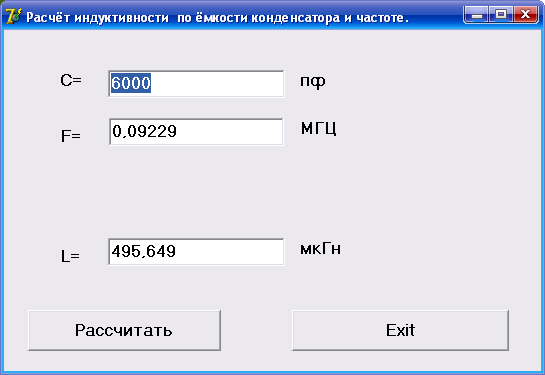 Расчёт индуктивности по ёмкости конденсатора и частоте.
C= 6000 пф
F= 0,09229 МГЦ
L= 495,649 мкГн
Рассчитать Exit